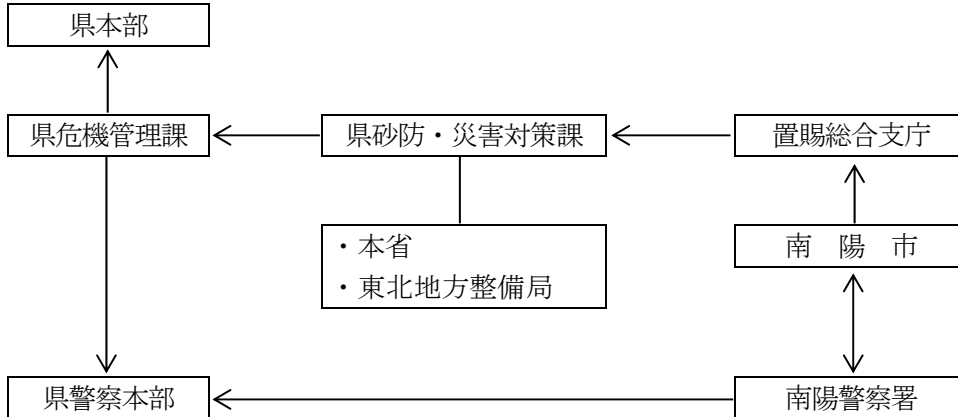 県本部
県危機管理課
県砂防・災害対策課
置賜総合支庁
・本省
・東北地方整備局
南　陽　市
県警察本部
南陽警察署